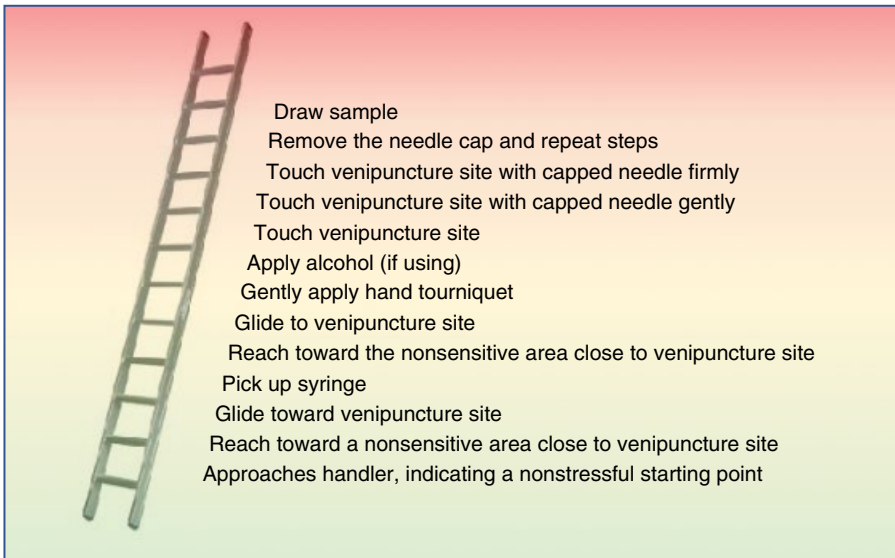 Draw sample
Remove the needle cap and repeat steps
Touch venipuncture site with capped needle firmly
Touch venipuncture site with capped needle gently
Touch venipuncture site
Apply alcohol (if using)
Gently apply hand tourniquet
Glide to venipuncture site
Reach toward the nonsensitive area close to venipuncture site
Pick up syringe
Glide toward venipuncture site
Reach toward a nonsensitive area close to venipuncture site
Approaches handler, indicating a nonstressful starting point